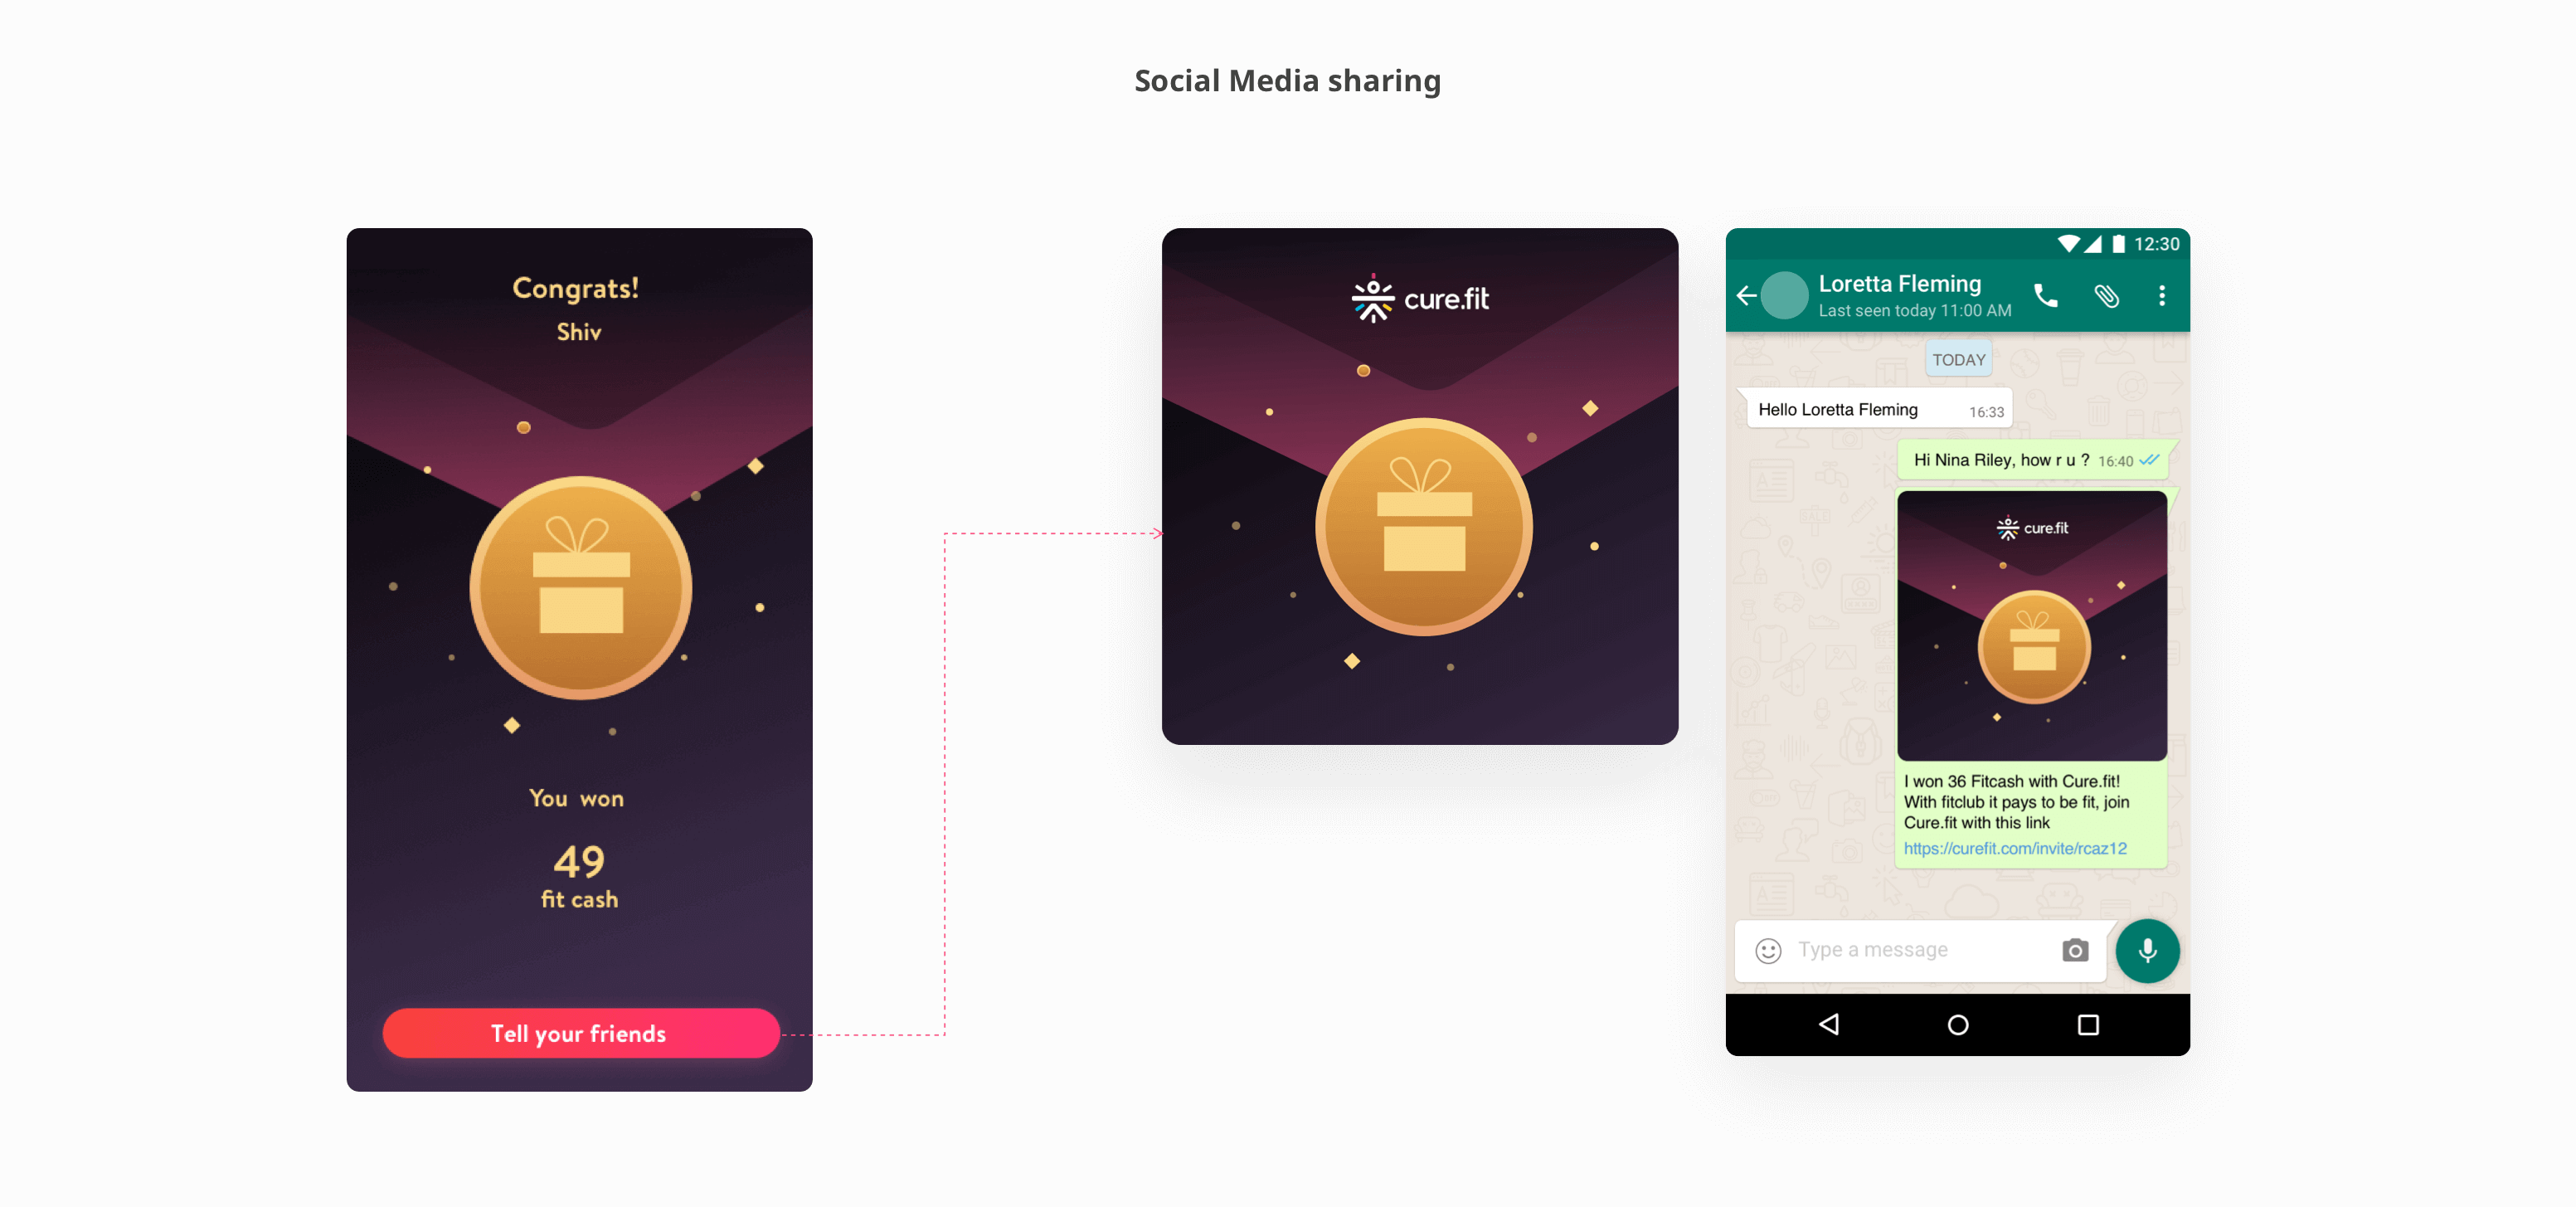 Social Media sharing
Congrats!
Shiv
You won
49
fit cash
Tell your friends
cure.fit
12:30
Loretta Fleming
Last seen today 11:00 AM
TODAY
Hello Loretta Fleming 16:33
Hi Nina Riley, how r u ? 16:40
cure.fit
I won 36 Fitcash with Cure.fit!
With fitclub it pays to be fit, join
Cure.fit with this link
https://curefit.com/invite/rcaz12
Type a message